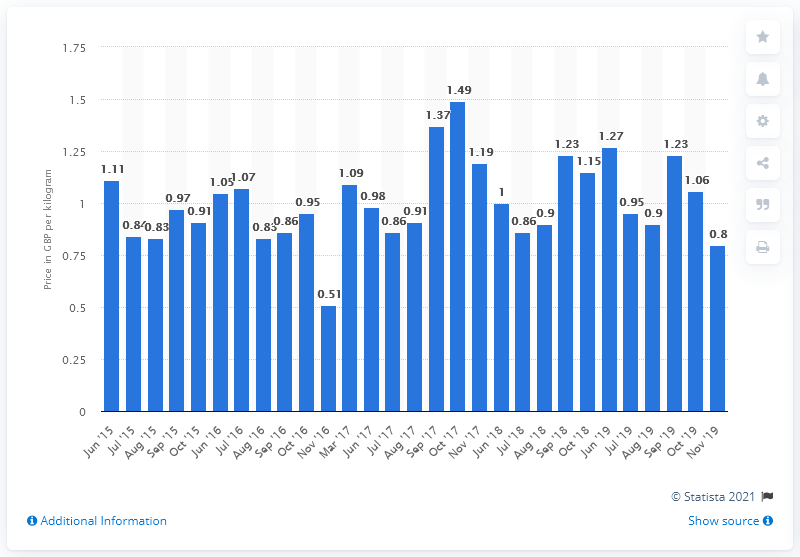 1.75
1.5
1.25
1
0.75
0.5
0.25
0
Price in GBP per kilogram
1.11
0.84
0.83
0.97
0.91
1.05
1.07
0.83
0.86
0.95
0.51
1.09
0.98
0.86
0.91
1.37
1.49
1.19
1
0.86
0.9
1.23
1.15
1.27
0.95
0.9
1.23
1.06
0.8
Jun '15
Jul '15
Aug '15
Sep '15
Oct '15
Jun '16
Jul '16
Aug '16
Sep '16
Oct '16
Nov '16
Mar '17
Jun '17
Jul '17
Aug '17
Sep '17
Oct '17
Nov '17
Jun '18
Jul '18
Aug '18
Sep '18
Oct '18
Jun '19
Jul '19
Aug '19
Sep '19
Oct '19
Nov '19
© Statista 2021
Additional Information
Show source